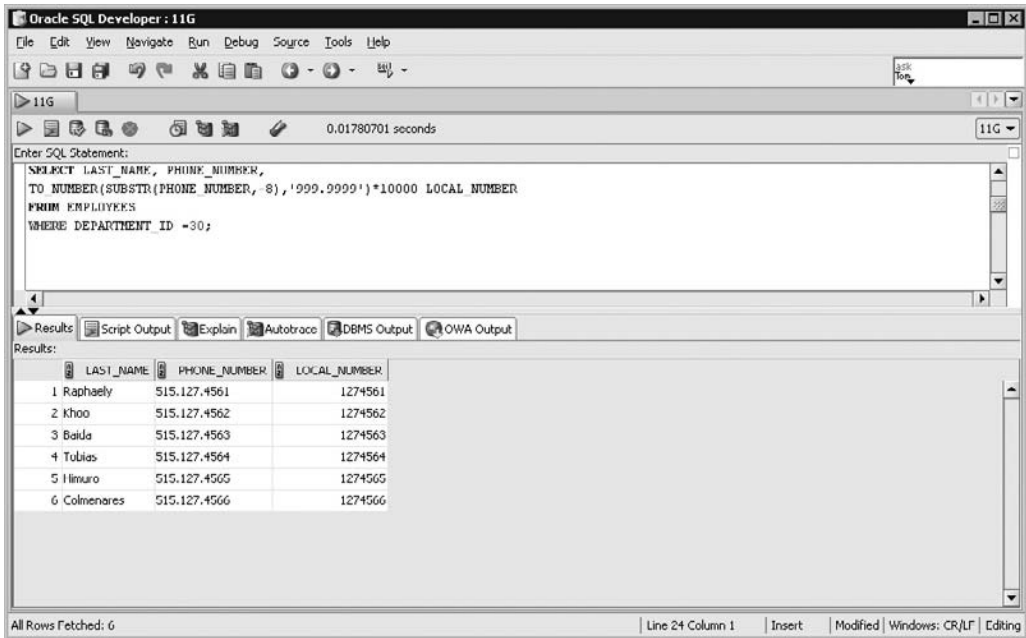 Oracle SQL Developer : 11G
File Edit View Navigate Run Debug Source Tools Help
ask Tom
11G
0.01780701 seconds 11G
Enter SQL Statement:
SELECT LAST_NAME, PHONE_NUMBER,
TO_NUMBER(SUBSTR(PHONE_NUMBER,-8),'999.9999')*10000 LOCAL_NUMBER
FROM EMPLOYEES
WHERE DEPARTMENT_ID =30;
Results Script Output Explain Autotrace DBMS Output OWA Output
Results:
LAST_NAME PHONE_NUMBER LOCAL_NUMBER
1 Raphaely 515.127.4561 1274561
2 Khoo 515.127.4562 1274562
3 Baida 515.127.4563 1274563
4 Tobias 515.127.4564 1274564
5 Himuro 515.127.4565 1274565
6 Colmenares 515.127.4566 1274566
All Rows Fetched: 6 Line 24 Column 1 Insert Modified Windows: CR/LF Editing